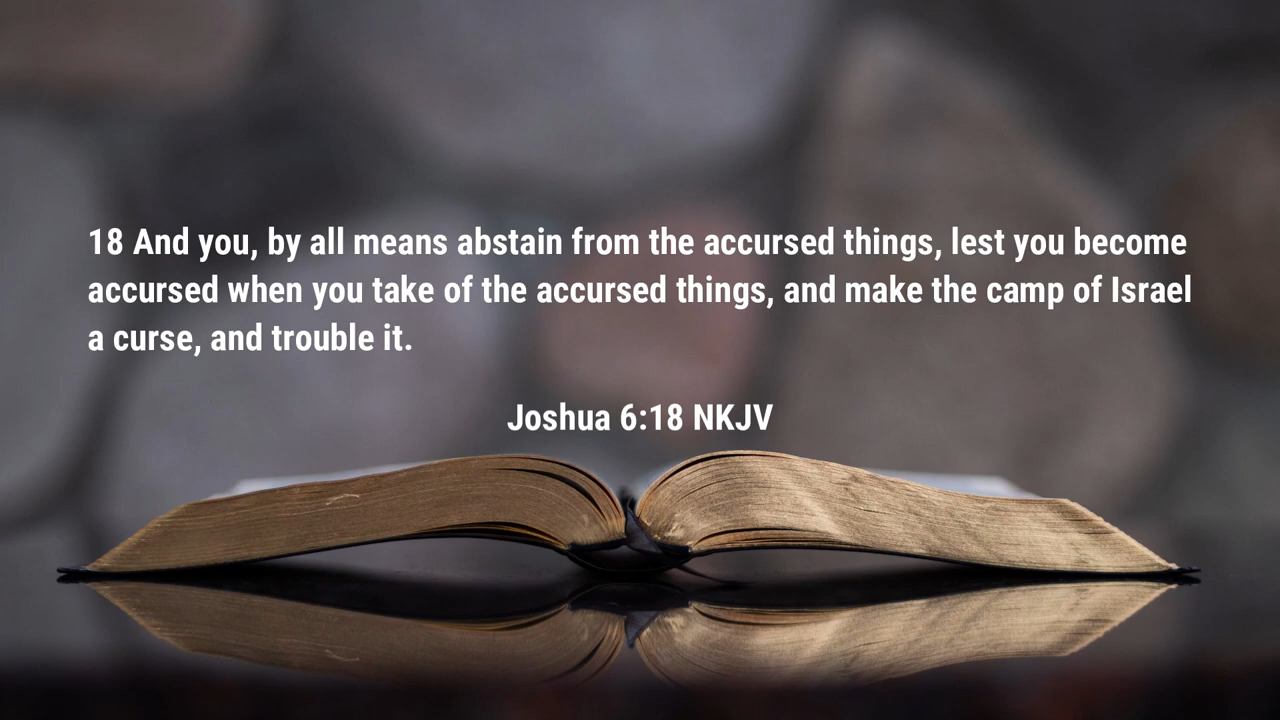 18 And you, by all means abstain from the accursed things, lest you become
accursed when you take of the accursed things, and make the camp of Israel
a curse, and trouble it.
Joshua 6:18 NKJV